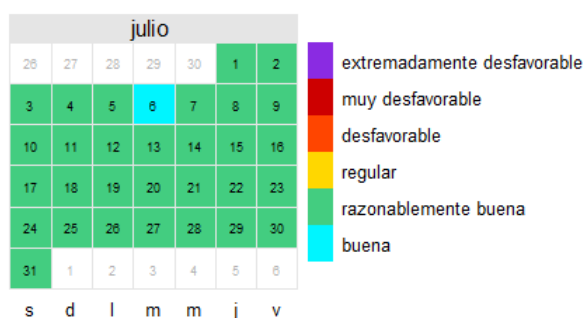 julio
26 27 28 29 30 1 2
3 4 5 6 7 8 9
10 11 12 13 14 15 16
17 18 19 20 21 22 23
24 25 26 27 28 29 30
31 1 2 3 4 5 6
s d l m m j v
extremadamente desfavorable
muy desfavorable
desfavorable
regular
razonablemente buena
buena